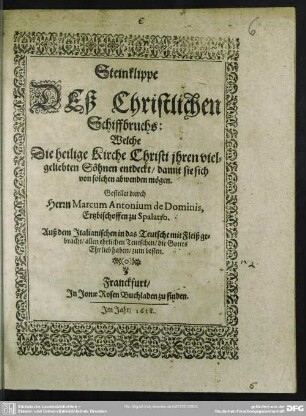 Steinklippe
Deß Christlichen
Schiffbruchs:
Welche
Die heilige Kirche Christi jhren viel-
geliebten Söhnen entdeckt/ damit sie sich
von solchen abwenden mögen.
Gestellet durch
Herrn Marcum Antonium de Dominis,
Ertzbischoffen zu Spalatro.
Auß dem Italianischen in das Teutsche mit Fleiß ge-
bracht/ allen ehrlichen Teutschen/ die Gottes
Ehr lieb haben/ zum besten.
Franckfurt/
In Jonæ Rosen Buchladen zu finden.
Im Jahr/ 1618.